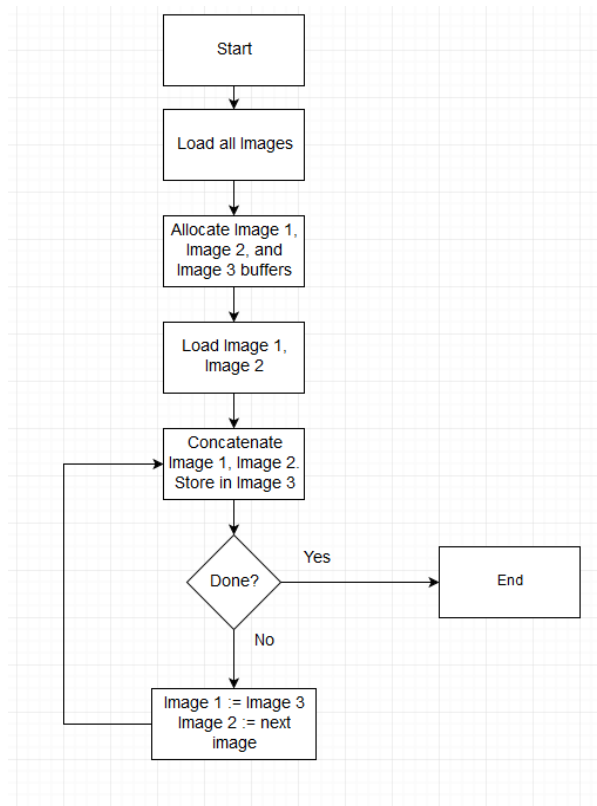 Start
Load all Images
Allocate Image 1,
Image 2, and
Image 3 buffers
Load Image 1,
Image 2
Concatenate
Image 1, Image 2.
Store in Image 3
Done?
Yes
End
No
Image 1 := Image 3
Image 2 := next
image